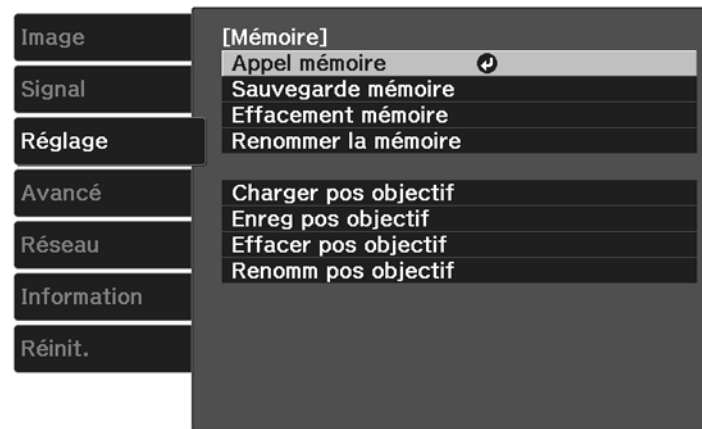 Image
Signal
Réglage
Avancé
Réseau
Information
Réinit.
[Mémoire]
Appel mémoire
Sauvegarde mémoire
Effacement mémoire
Renommer la mémoire
Charger pos objectif
Enreg pos objectif
Effacer pos objectif
Renomm pos objectif